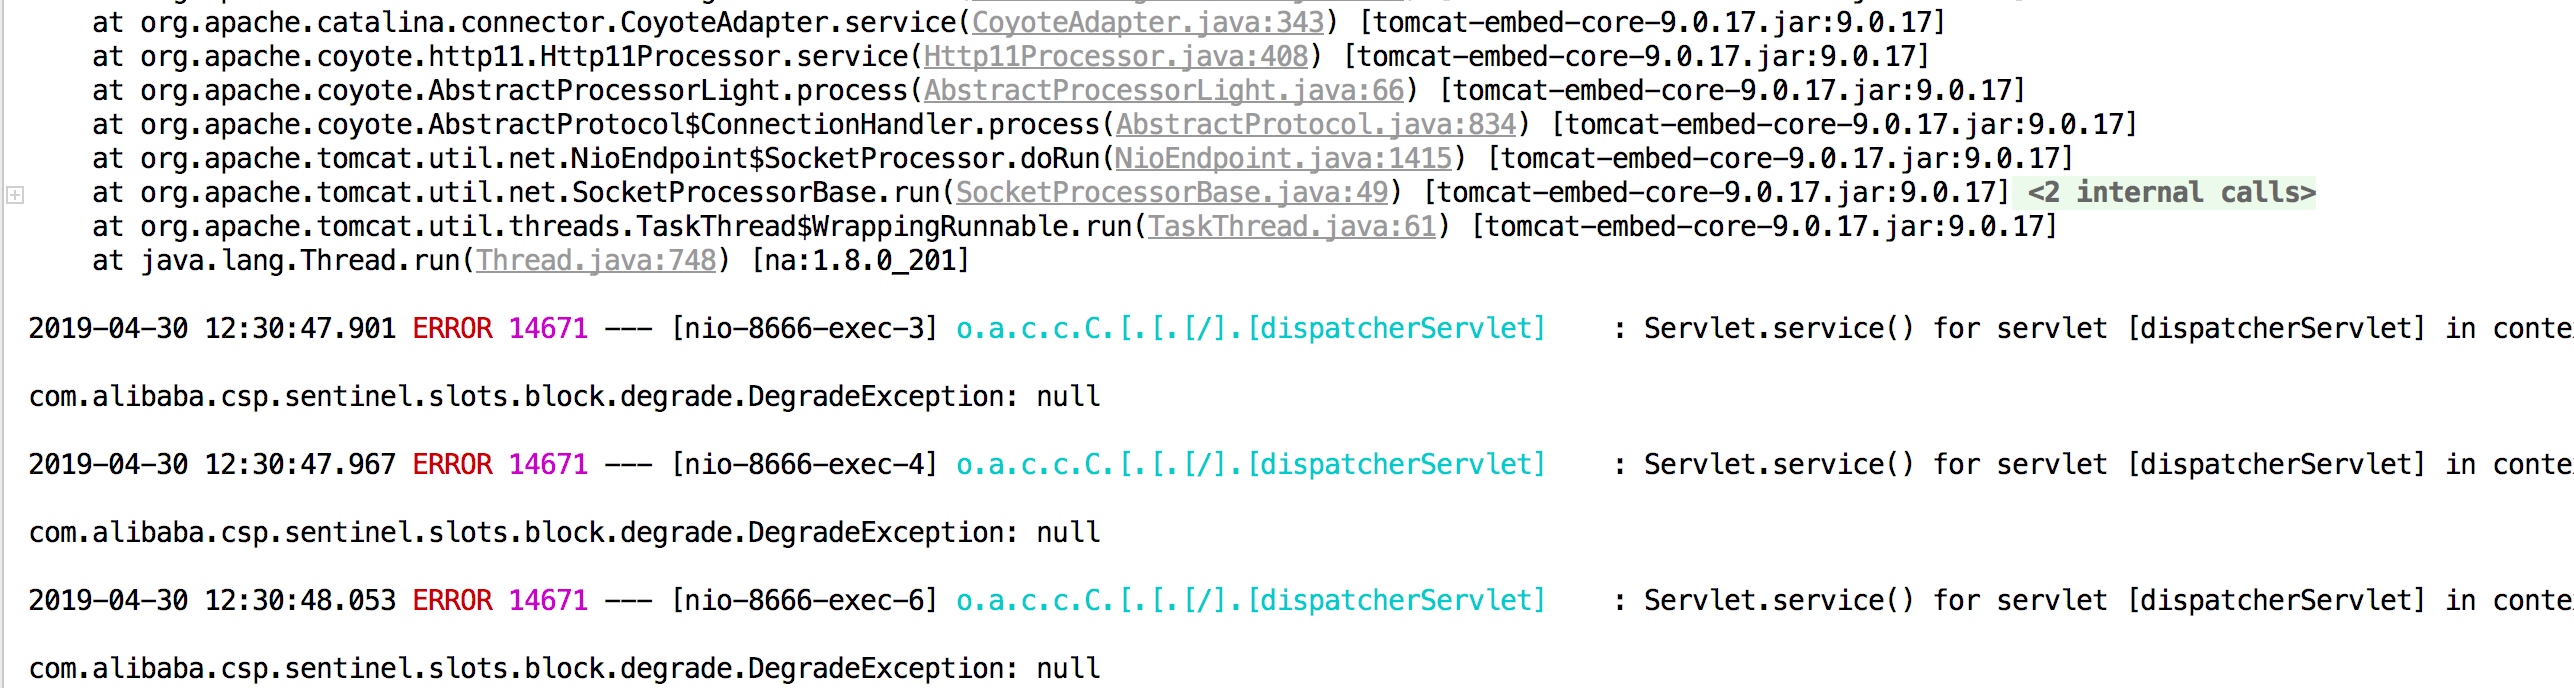 at org.apache.catalina.connector.CoyoteAdapter.service(CoyoteAdapter.java:343) [tomcat-embed-core-9.0.17.jar:9.0.17]
at org.apache.coyote.http11.Http11Processor.service(Http11Processor.java:408) [tomcat-embed-core-9.0.17.jar:9.0.17]
at org.apache.coyote.AbstractProcessorLight.process(AbstractProcessorLight.java:66) [tomcat-embed-core-9.0.17.jar:9.0.17]
at org.apache.coyote.AbstractProtocol$ConnectionHandler.process(AbstractProtocol.java:834) [tomcat-embed-core-9.0.17.jar:9.0.17]
at org.apache.tomcat.util.net.NioEndpoint$SocketProcessor.doRun(NioEndpoint.java:1415) [tomcat-embed-core-9.0.17.jar:9.0.17]
at org.apache.tomcat.util.net.SocketProcessorBase.run(SocketProcessorBase.java:49) [tomcat-embed-core-9.0.17.jar:9.0.17] <2 internal calls>
at org.apache.tomcat.util.threads.TaskThread$WrappingRunnable.run(TaskThread.java:61) [tomcat-embed-core-9.0.17.jar:9.0.17]
at java.lang.Thread.run(Thread.java:748) [na:1.8.0_201]
2019-04-30 12:30:47.901 ERROR 14671 --- [nio-8666-exec-3] o.a.c.c.C.[.[.[/].[dispatcherServlet] : Servlet.service() for servlet [dispatcherServlet] in conte
com.alibaba.csp.sentinel.slots.block.degrade.DegradeException: null
2019-04-30 12:30:47.967 ERROR 14671 --- [nio-8666-exec-4] o.a.c.c.C.[.[.[/].[dispatcherServlet] : Servlet.service() for servlet [dispatcherServlet] in conte
com.alibaba.csp.sentinel.slots.block.degrade.DegradeException: null
2019-04-30 12:30:48.053 ERROR 14671 --- [nio-8666-exec-6] o.a.c.c.C.[.[.[/].[dispatcherServlet] : Servlet.service() for servlet [dispatcherServlet] in conte
com.alibaba.csp.sentinel.slots.block.degrade.DegradeException: null